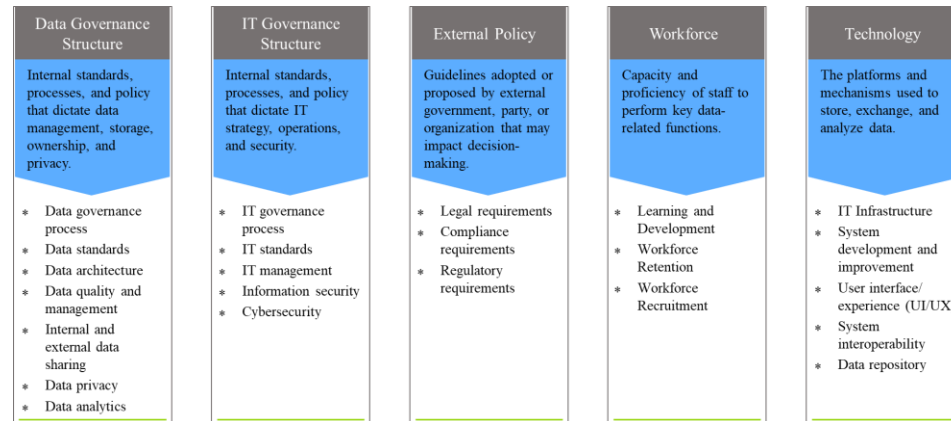 Data Governance
Structure
Internal standards,
processes, and policy
that dictate data
management, storage,
ownership, and
privacy.
* Data governance
process
* Data standards
* Data architecture
* Data quality and
management
* Internal and
external data
sharing
* Data privacy
* Data analytics
IT Governance
Structure
Internal standards,
processes, and policy
that dictate IT
strategy, operations,
and security.
* IT governance
process
* IT standards
* IT management
* Information security
* Cybersecurity
External Policy
Guidelines adopted or
proposed by external
government, party, or
organization that may
impact decision-
making.
* Legal requirements
* Compliance
requirements
* Regulatory
requirements
Workforce
Capacity and
proficiency of staff to
perform key data-
related functions.
* Learning and
Development
* Workforce
Retention
* Workforce
Recruitment
Technology
The platforms and
mechanisms used to
store, exchange, and
analyze data.
* IT Infrastructure
* System
development and
improvement
* User interface/
experience (UI/UX
* System
interoperability
* Data repository